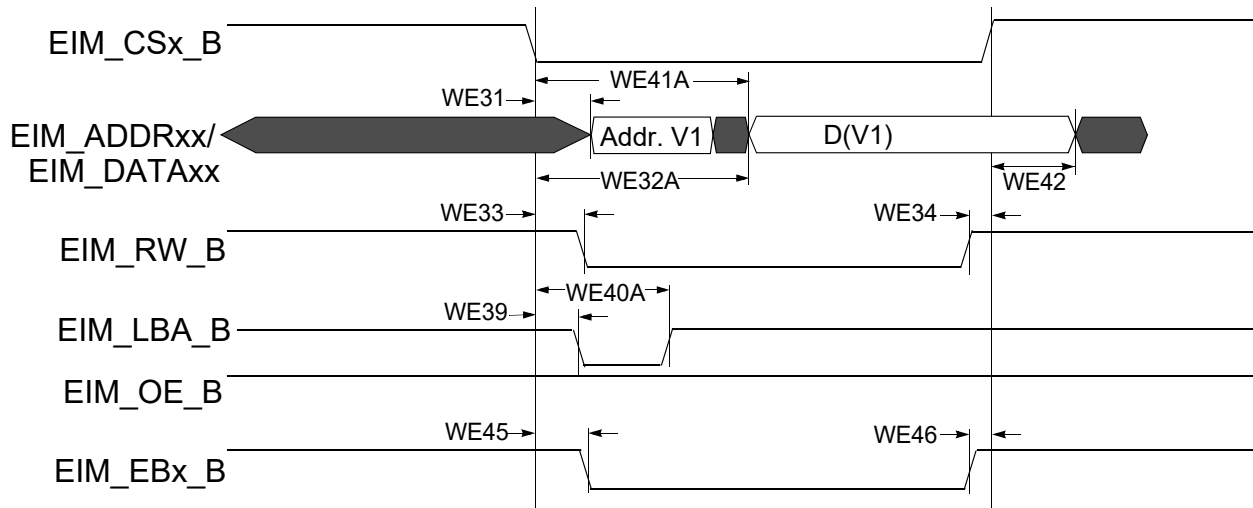 EIM_CSx_B
WE41A
WE31
EIM_ADDRxx/
EIM_DATAxx
Addr. V1
D(V1)
WE32A
WE42
WE33
WE34
EIM_RW_B
WE40A
WE39
EIM_LBA_B
EIM_OE_B
WE45
WE46
EIM_EBx_B